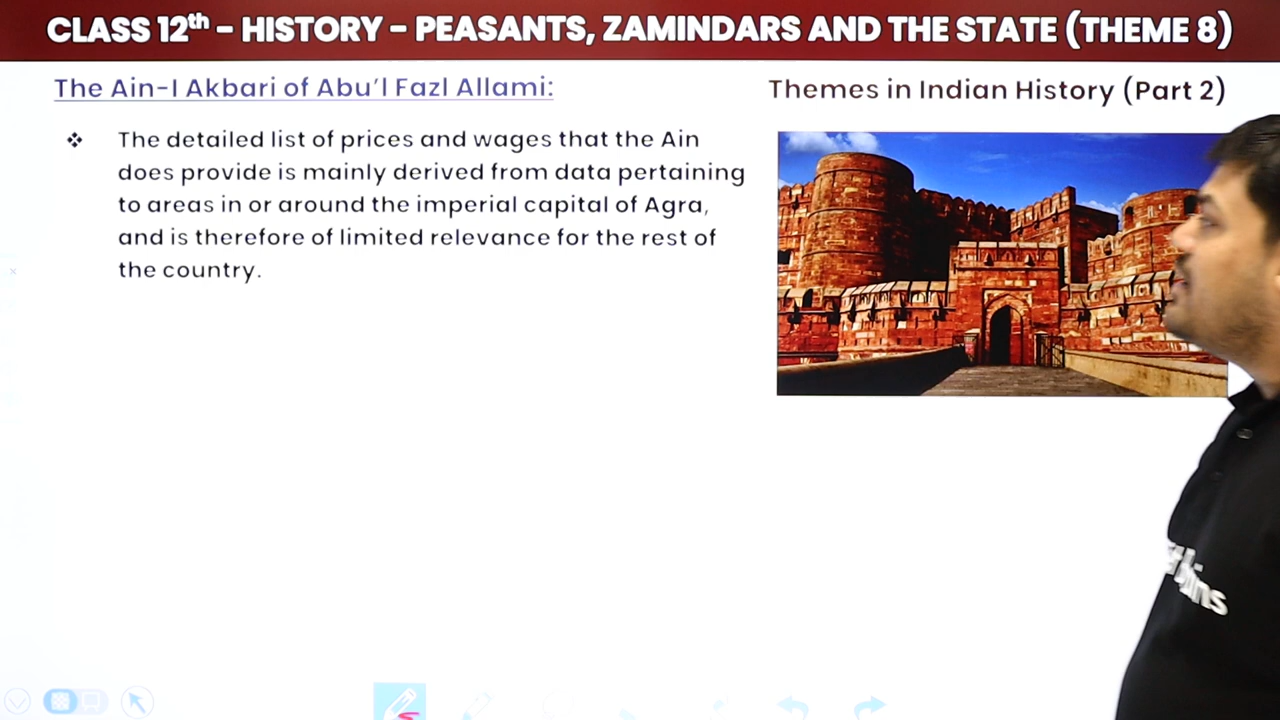 CLASS 12th – HISTORY – PEASANTS, ZAMINDARS AND THE STATE (THEME 8)
The Ain-I Akbari of Abu'l Fazl Allami:
Themes in Indian History (Part 2)
❖ The detailed list of prices and wages that the Ain
does provide is mainly derived from data pertaining
to areas in or around the imperial capital of Agra,
and is therefore of limited relevance for the rest of
the country.